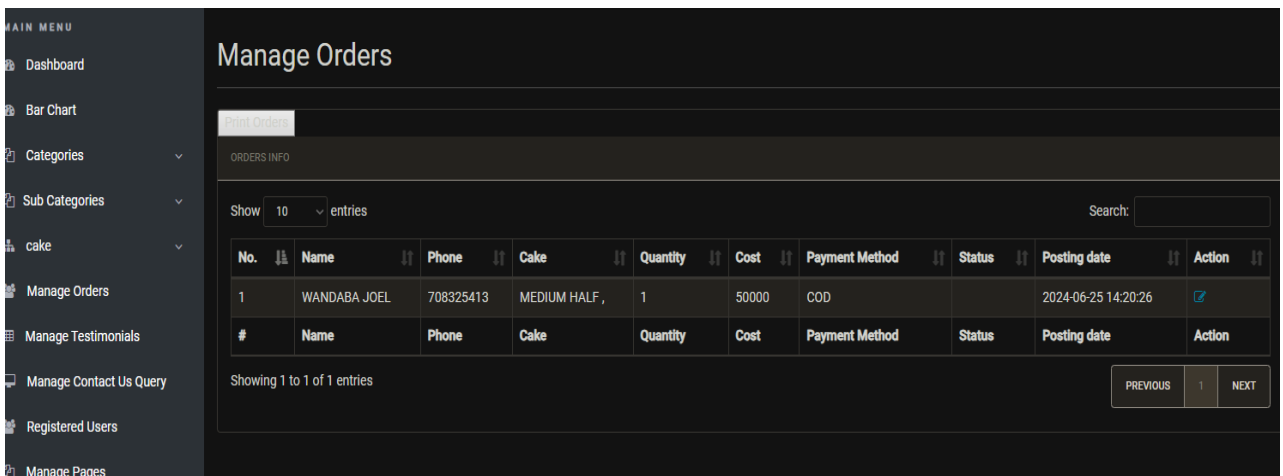 MAIN MENU
Dashboard
Bar Chart
Categories
Sub Categories
cake
Manage Orders
Manage Testimonials
Manage Contact Us Query
Registered Users
Manage Pages
Manage Orders
Print Orders
ORDERS INFO
Show 10 entries Search:
No. Name Phone Cake Quantity Cost Payment Method Status Posting date Action
1 WANDABA JOEL 708325413 MEDIUM HALF , 1 50000 COD 2024-06-25 14:20:26
# Name Phone Cake Quantity Cost Payment Method Status Posting date Action
Showing 1 to 1 of 1 entries PREVIOUS 1 NEXT